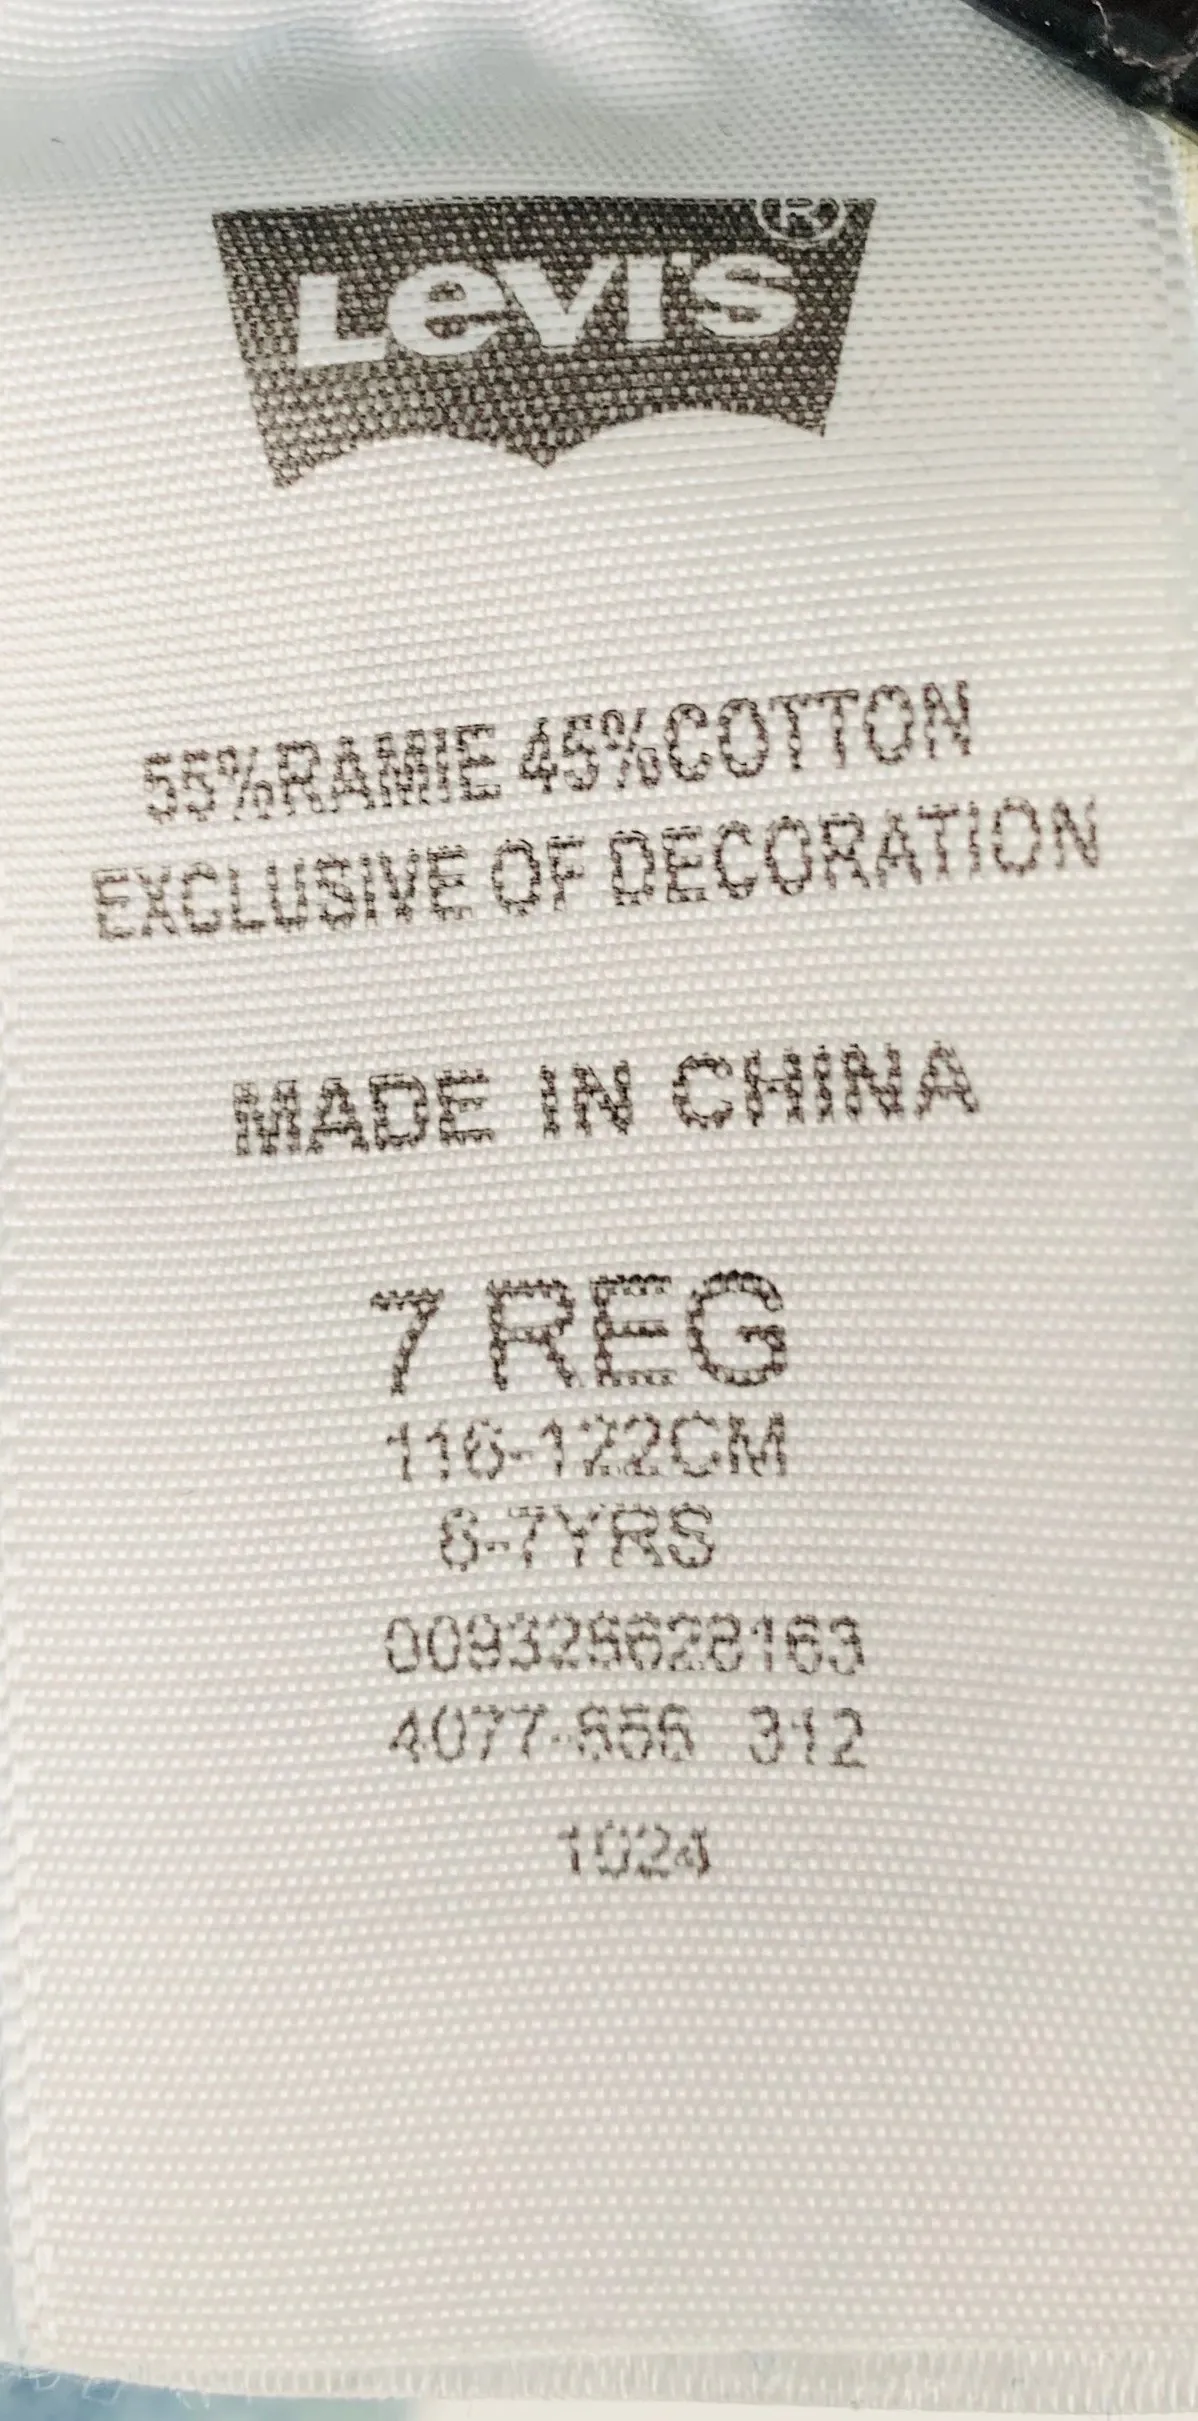 Levi's®
55%RAMIE 45%COTTON
EXCLUSIVE OF DECORATION
MADE IN CHINA
7 REG
116-122CM
6-7YRS
009325628163
4077-556 312
1024